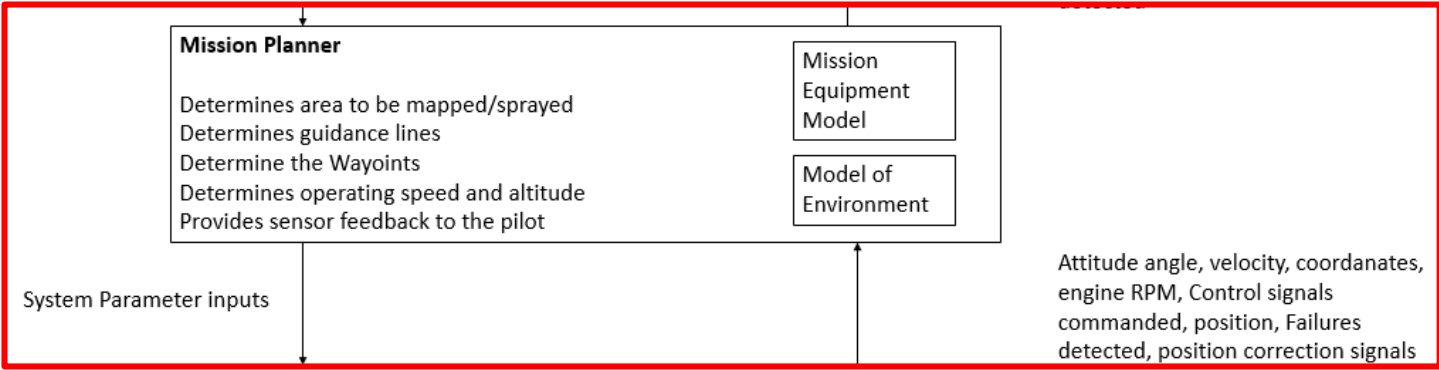 detected
Mission Planner
Determines area to be mapped/sprayed
Determines guidance lines
Determine the Wayoints
Determines operating speed and altitude
Provides sensor feedback to the pilot
Mission
Equipment
Model
Model of
Environment
System Parameter inputs
Attitude angle, velocity, coordanates,
engine RPM, Control signals
commanded, position, Failures
detected, position correction signals